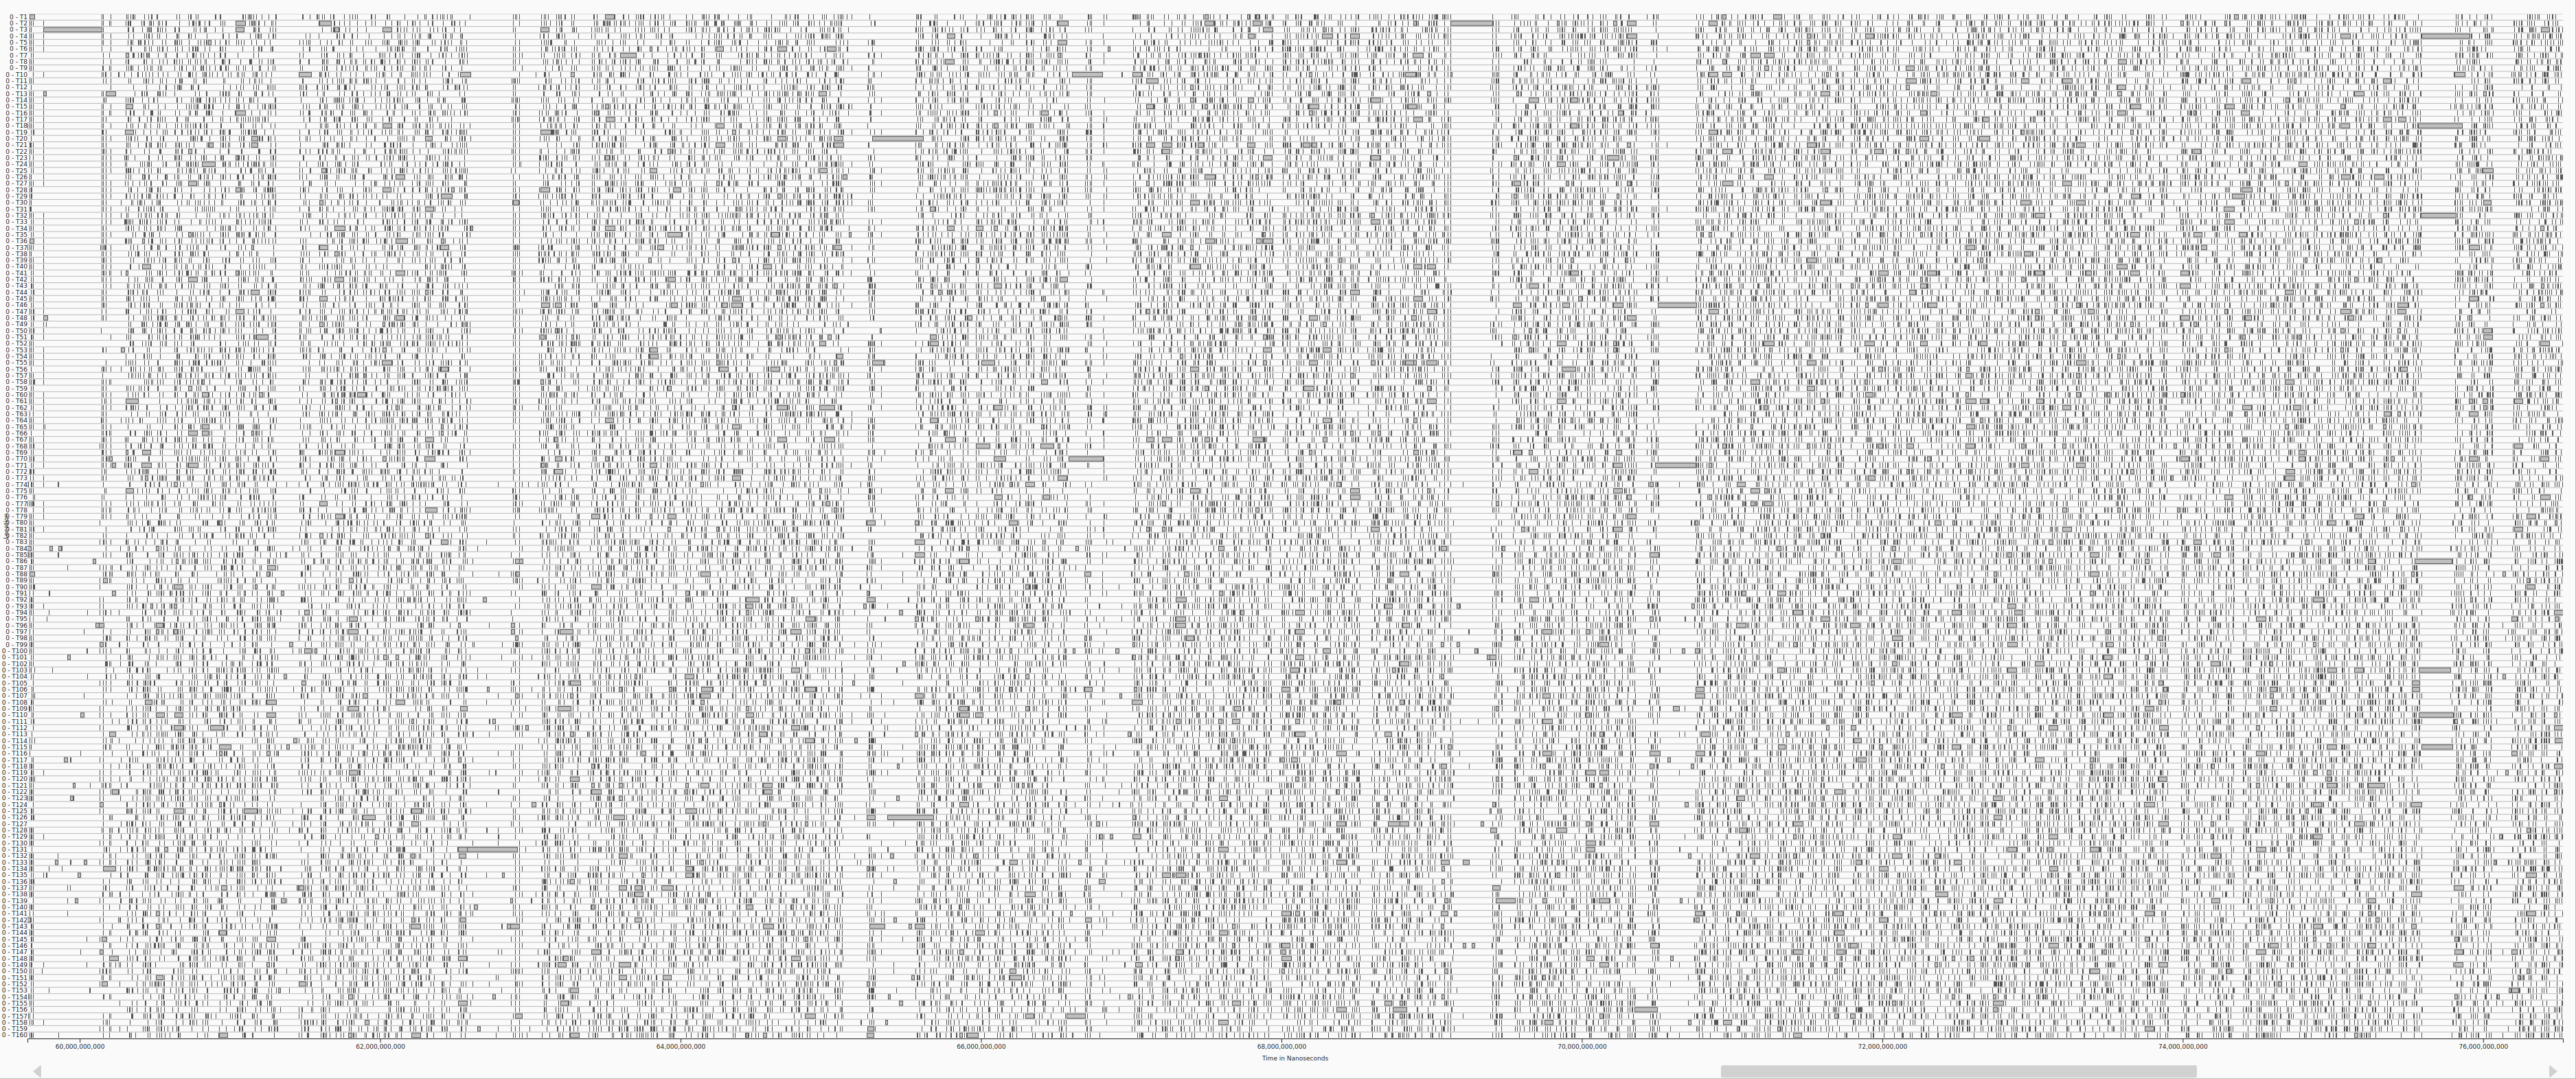 0 - T1
0 - T2
0 - T3
0 - T4
0 - T5
0 - T6
0 - T7
0 - T8
0 - T9
0 - T10
0 - T11
0 - T12
0 - T13
0 - T14
0 - T15
0 - T16
0 - T17
0 - T18
0 - T19
0 - T20
0 - T21
0 - T22
0 - T23
0 - T24
0 - T25
0 - T26
0 - T27
0 - T28
0 - T29
0 - T30
0 - T31
0 - T32
0 - T33
0 - T34
0 - T35
0 - T36
0 - T37
0 - T38
0 - T39
0 - T40
0 - T41
0 - T42
0 - T43
0 - T44
0 - T45
0 - T46
0 - T47
0 - T48
0 - T49
0 - T50
0 - T51
0 - T52
0 - T53
0 - T54
0 - T55
0 - T56
0 - T57
0 - T58
0 - T59
0 - T60
0 - T61
0 - T62
0 - T63
0 - T64
0 - T65
0 - T66
0 - T67
0 - T68
0 - T69
0 - T70
0 - T71
0 - T72
0 - T73
0 - T74
0 - T75
0 - T76
0 - T77
0 - T78
0 - T79
0 - T80
0 - T81
0 - T82
0 - T83
0 - T84
0 - T85
0 - T86
0 - T87
0 - T88
0 - T89
0 - T90
0 - T91
0 - T92
0 - T93
0 - T94
0 - T95
0 - T96
0 - T97
0 - T98
0 - T99
0 - T100
0 - T101
0 - T102
0 - T103
0 - T104
0 - T105
0 - T106
0 - T107
0 - T108
0 - T109
0 - T110
0 - T111
0 - T112
0 - T113
0 - T114
0 - T115
0 - T116
0 - T117
0 - T118
0 - T119
0 - T120
0 - T121
0 - T122
0 - T123
0 - T124
0 - T125
0 - T126
0 - T127
0 - T128
0 - T129
0 - T130
0 - T131
0 - T132
0 - T133
0 - T134
0 - T135
0 - T136
0 - T137
0 - T138
0 - T139
0 - T140
0 - T141
0 - T142
0 - T143
0 - T144
0 - T145
0 - T146
0 - T147
0 - T148
0 - T149
0 - T150
0 - T151
0 - T152
0 - T153
0 - T154
0 - T155
0 - T156
0 - T157
0 - T158
0 - T159
0 - T160
60,000,000,000 62,000,000,000 64,000,000,000 66,000,000,000 68,000,000,000 70,000,000,000 72,000,000,000 74,000,000,000 76,000,000,000
Time in Nanoseconds